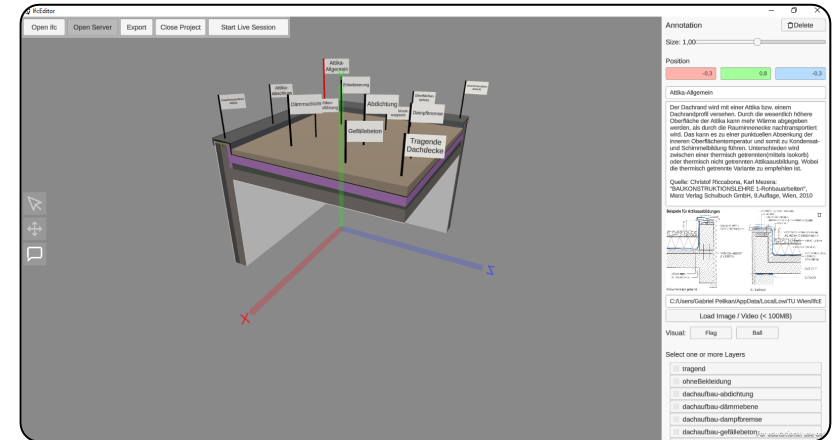 IfcEditor
Open ifc
Open Server
Export
Close Project
Start Live Session
Attika-
Allgemein
Abdichtung
Dampfbremse
Gefällebeton
Tragende
Dachdecke
X
Z
Annotation
Delete
Size: 1,00
Position
-0,3
0,8
-0,3
Attika-Allgemein
Der Dachrand wird mit einer Attika bzw. einem
Dachrandprofil versehen. Durch die wesentlich höhere
Oberfläche der Attika kann mehr Wärme abgegeben
werden, als durch die Rauminnenecke nachtransportiert
wird. Das kann es zu einer punktuellen Absenkung der
inneren Oberflächentemperatur und somit zu Kondensat-
und Schimmelbildung führen. Unterschieden wird
zwischen einer thermisch getrennten(mittels Isokorb)
oder thermisch nicht getrennten Attikaausbildung. Wobei
die thermisch getrennte Variante zu empfehlen ist.
Quelle: Christof Riccabona, Karl Mezera:
"BAUKONSTRUKTIONSLEHRE 1-Rohbauarbeiten",
Manz Verlag Schulbuch GmbH, 9.Auflage, Wien, 2010
Beispiele für Attikaausbildungen
C:/Users/Gabriel Pelikan/AppData/LocalLow/TU Wien/IfcE
Load Image / Video (< 100MB)
Visual:
Flag
Ball
Select one or more Layers
tragend
ohneBekleidung
dachaufbau-abdichtung
dachaufbau-dämmebene
dachaufbau-dampfbremse
dachaufbau-gefällebeton